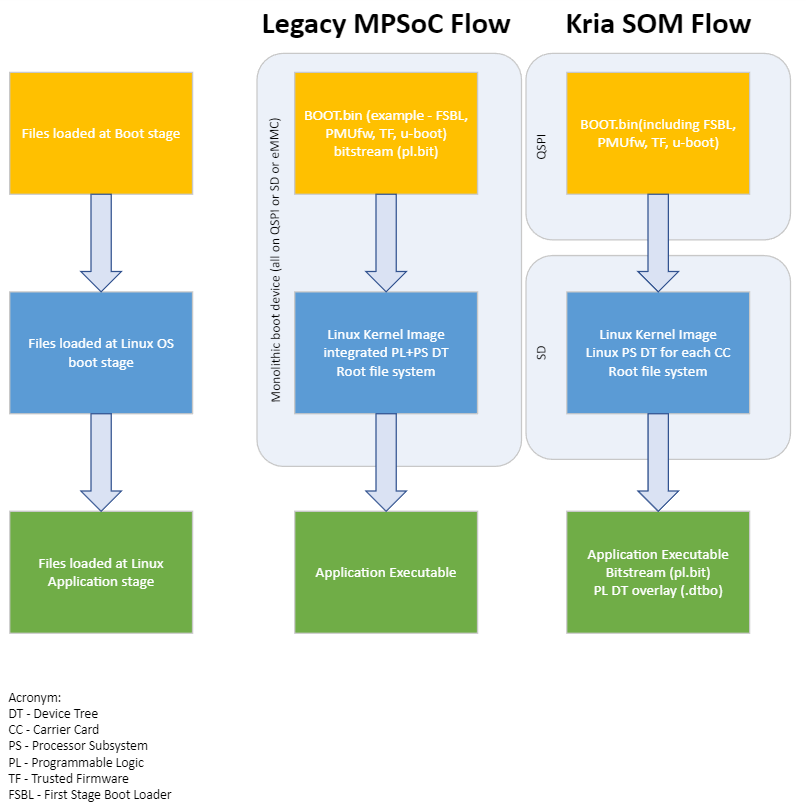 Legacy MPSoC Flow
Kria SOM Flow
Files loaded at Boot stage
BOOT.bin (example - FSBL,
PMUfw, TF, u-boot)
bitstream (pl.bit)
BOOT.bin(including FSBL,
PMUfw, TF, u-boot)
QSPI
Monolithic boot device (all on QSPI or SD or eMMC)
Files loaded at Linux OS
boot stage
Linux Kernel Image
integrated PL+PS DT
Root file system
SD
Linux Kernel Image
Linux PS DT for each CC
Root file system
Files loaded at Linux
Application stage
Application Executable
Application Executable
Bitstream (pl.bit)
PL DT overlay (.dtbo)
Acronym:
DT - Device Tree
CC - Carrier Card
PS - Processor Subsystem
PL - Programmable Logic
TF - Trusted Firmware
FSBL - First Stage Boot Loader